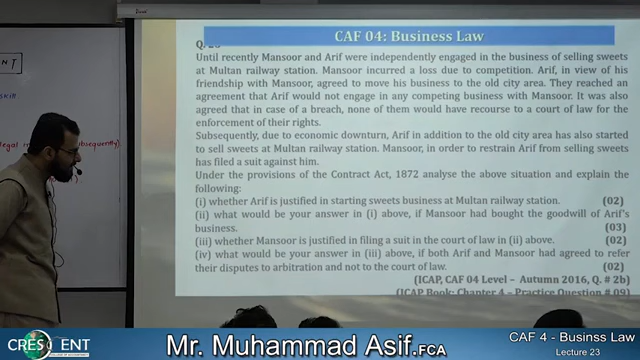 CAF 04: Business Law
Until recently Mansoor and Arif were independently engaged in the business of selling sweets
at Multan railway station. Mansoor incurred a loss due to competition. Arif, in view of his
friendship with Mansoor, agreed to move his business to the old city area. They reached an
agreement that Arif would not engage in any competing business with Mansoor. It was also
agreed that in case of a breach, none of them would have recourse to a court of law for the
enforcement of their rights.
Subsequently, due to economic downturn, Arif in addition to the old city area has also started
to sell sweets at Multan railway station. Mansoor, in order to restrain Arif from selling sweets
has filed a suit against him.
Under the provisions of the Contract Act, 1872 analyse the above situation and explain the
following:
(i) whether Arif is justified in starting sweets business at Multan railway station. (02)
(ii) what would be your answer in (i) above, if Mansoor had bought the goodwill of Arif's
business. (03)
(iii) whether Mansoor is justified in filing a suit in the court of law in (ii) above. (02)
(iv) what would be your answer in (iii) above, if both Arif and Mansoor had agreed to refer
their disputes to arbitration and not to the court of law. (02)
(ICAP, CAF 04 Level – Autumn 2016, Q. # 2b)
(ICAP Book: Chapter 4 – Practice Question # 09)
NT
skill
legal
subsequently)
CRESCENT
Mr. Muhammad Asif.FCA
CAF 4 - Businss Law
Lecture 23